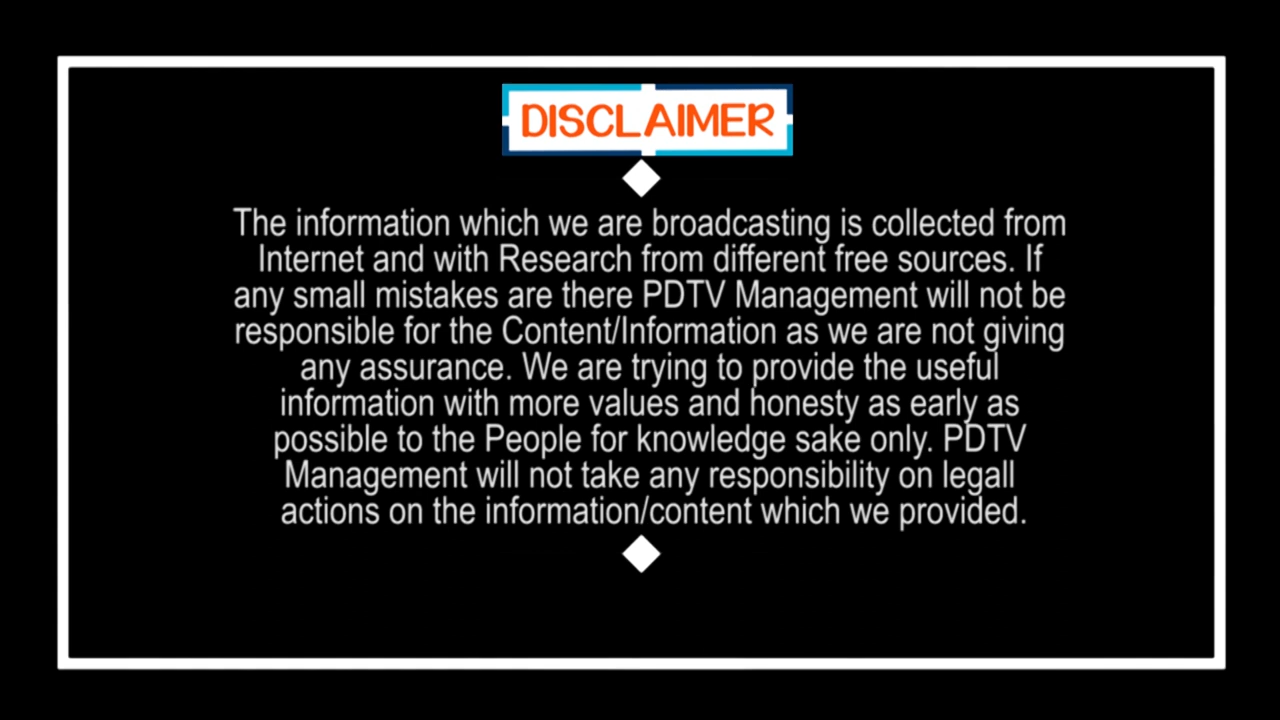 DISCLAIMER
The information which we are broadcasting is collected from
Internet and with Research from different free sources. If
any small mistakes are there PDTV Management will not be
responsible for the Content/Information as we are not giving
any assurance. We are trying to provide the useful
information with more values and honesty as early as
possible to the People for knowledge sake only. PDTV
Management will not take any responsibility on legall
actions on the information/content which we provided.